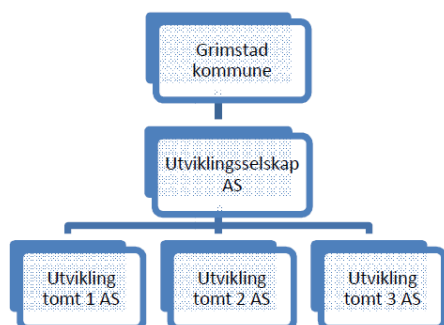 Grimstad
kommune
Utviklingsselskap
AS
Utvikling
tomt 1 AS
Utvikling
tomt 2 AS
Utvikling
tomt 3 AS